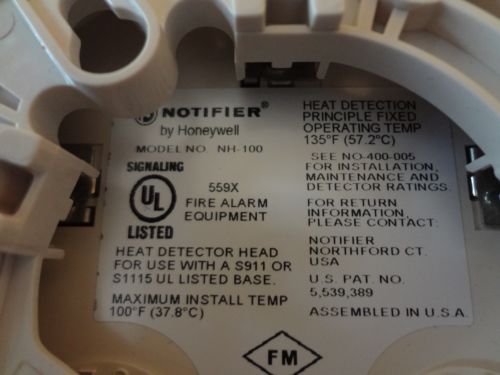 NOTIFIER®
by Honeywell
MODEL NO. NH-100
SIGNALING
UL
LISTED
559X
FIRE ALARM
EQUIPMENT
HEAT DETECTOR HEAD
FOR USE WITH A S911 OR
S1115 UL LISTED BASE.
MAXIMUM INSTALL TEMP
100°F (37.8°C)
HEAT DETECTION
PRINCIPLE FIXED
OPERATING TEMP
135°F (57.2°C)
SEE NO-400-005
FOR INSTALLATION,
MAINTENANCE AND
DETECTOR RATINGS.
FOR RETURN
INFORMATION,
PLEASE CONTACT:
NOTIFIER
NORTHFORD CT.
USA
U.S. PAT. NO.
5,539,389
ASSEMBLED IN U.S.A.
FM